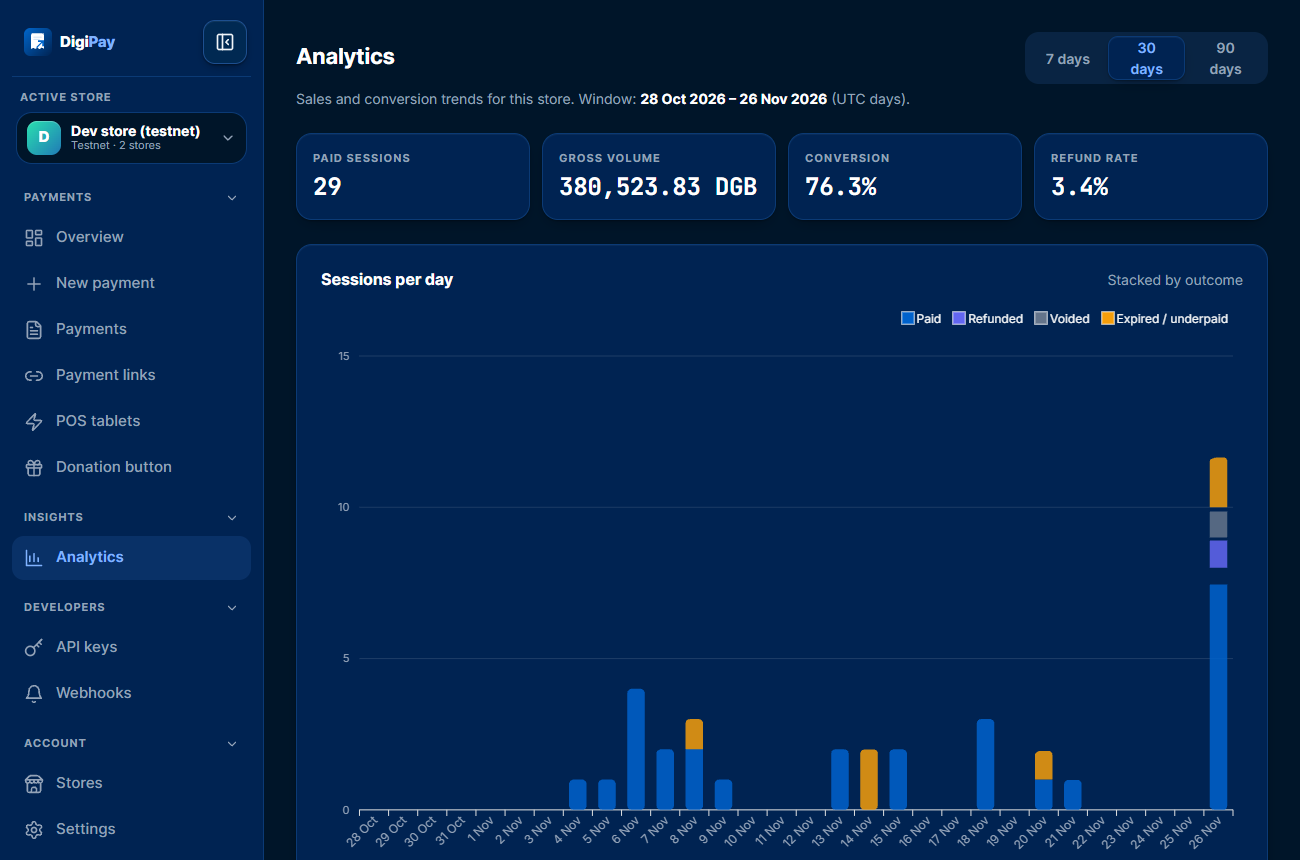 DigiPay
ACTIVE STORE
D
Dev store (testnet)
Testnet · 2 stores
PAYMENTS
Overview
New payment
Payments
Payment links
POS tablets
Donation button
INSIGHTS
Analytics
DEVELOPERS
API keys
Webhooks
ACCOUNT
Stores
Settings
Analytics
7 days
30 days
90 days
Sales and conversion trends for this store. Window: 28 Oct 2026 – 26 Nov 2026 (UTC days).
PAID SESSIONS
29
GROSS VOLUME
380,523.83 DGB
CONVERSION
76.3%
REFUND RATE
3.4%
Sessions per day
Stacked by outcome
Paid Refunded Voided Expired / underpaid
15
10
5
0
28 Oct 29 Oct 30 Oct 31 Oct 1 Nov 2 Nov 3 Nov 4 Nov 5 Nov 6 Nov 7 Nov 8 Nov 9 Nov 10 Nov 11 Nov 12 Nov 13 Nov 14 Nov 15 Nov 16 Nov 17 Nov 18 Nov 19 Nov 20 Nov 21 Nov 22 Nov 23 Nov 24 Nov 25 Nov 26 Nov